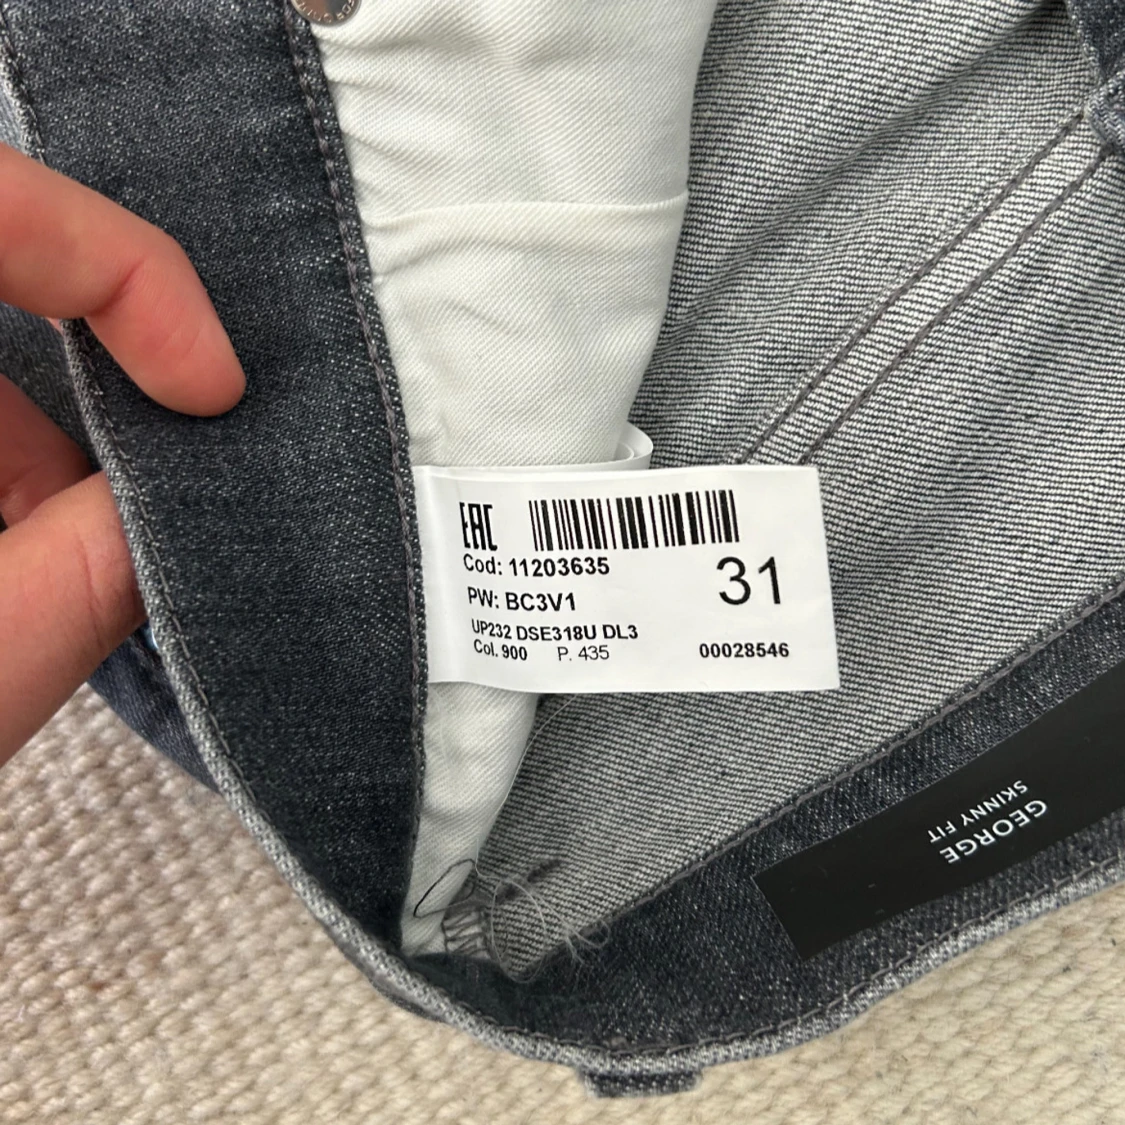 EAC
Cod: 11203635
31
PW: BC3V1
UP232 DSE318U DL3
Col. 900 P. 435
00028546
GEORGE
SKINNY FIT